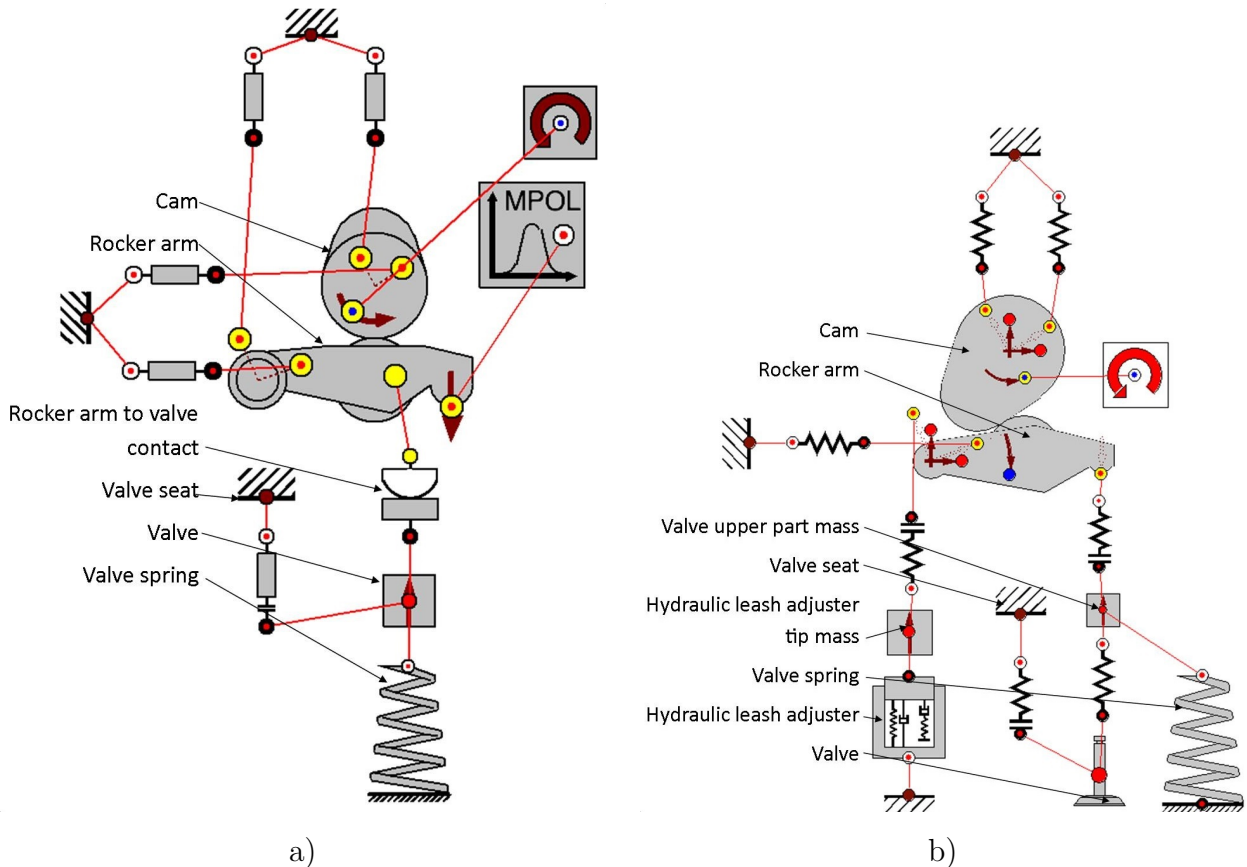 MPOL
Cam
Rocker arm
Rocker arm to valve
contact
Valve seat
Valve
Valve spring
a)
Cam
Rocker arm
Valve upper part mass
Valve seat
Hydraulic leash adjuster
tip mass
Valve spring
Hydraulic leash adjuster
Valve
b)